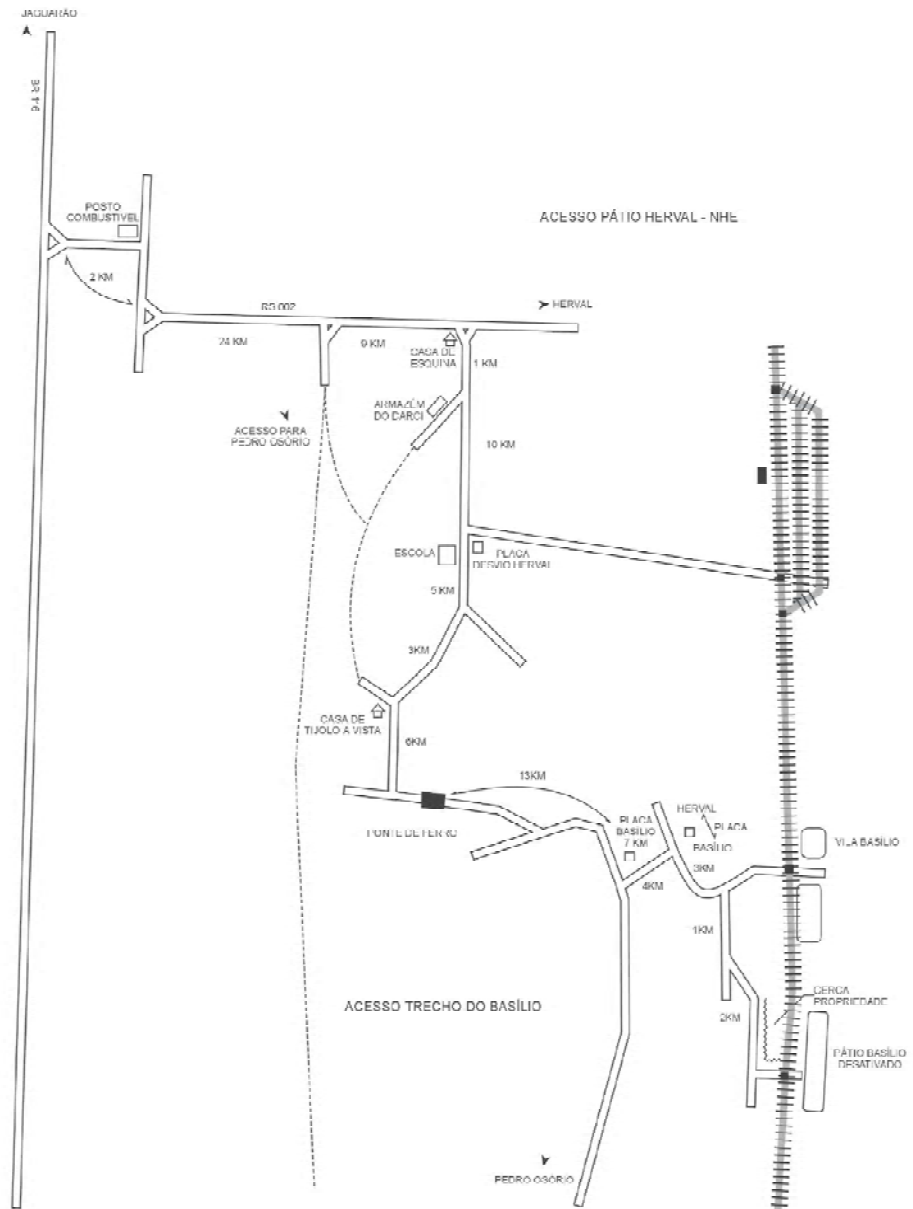 JAGUARÃO
POSTO
COMBUSTIVEL
ACESSO PÁTIO HERVAL - NHE
2 KM
HERVAL
24 KM
9 KM
CASA DE
ESQUINA
1 KM
ARMAZÉM
DO DARCI
ACESSO PARA
PEDRO OSÓRIO
10 KM
ESCOLA
PLACA
DESVIO HERVAL
5 KM
3KM
CASA DE
TIJOLO A VISTA
6KM
13KM
PONTE DE FERRO
PLACA
BASÍLIO
7 KM
HERVAL
PLACA
BASÍLIO
VILA BASÍLIO
3KM
4KM
1KM
CERCA
PROPRIEDADE
ACESSO TRECHO DO BASÍLIO
2KM
PÁTIO BASÍLIO
DESATIVADO
PEDRO OSÓRIO